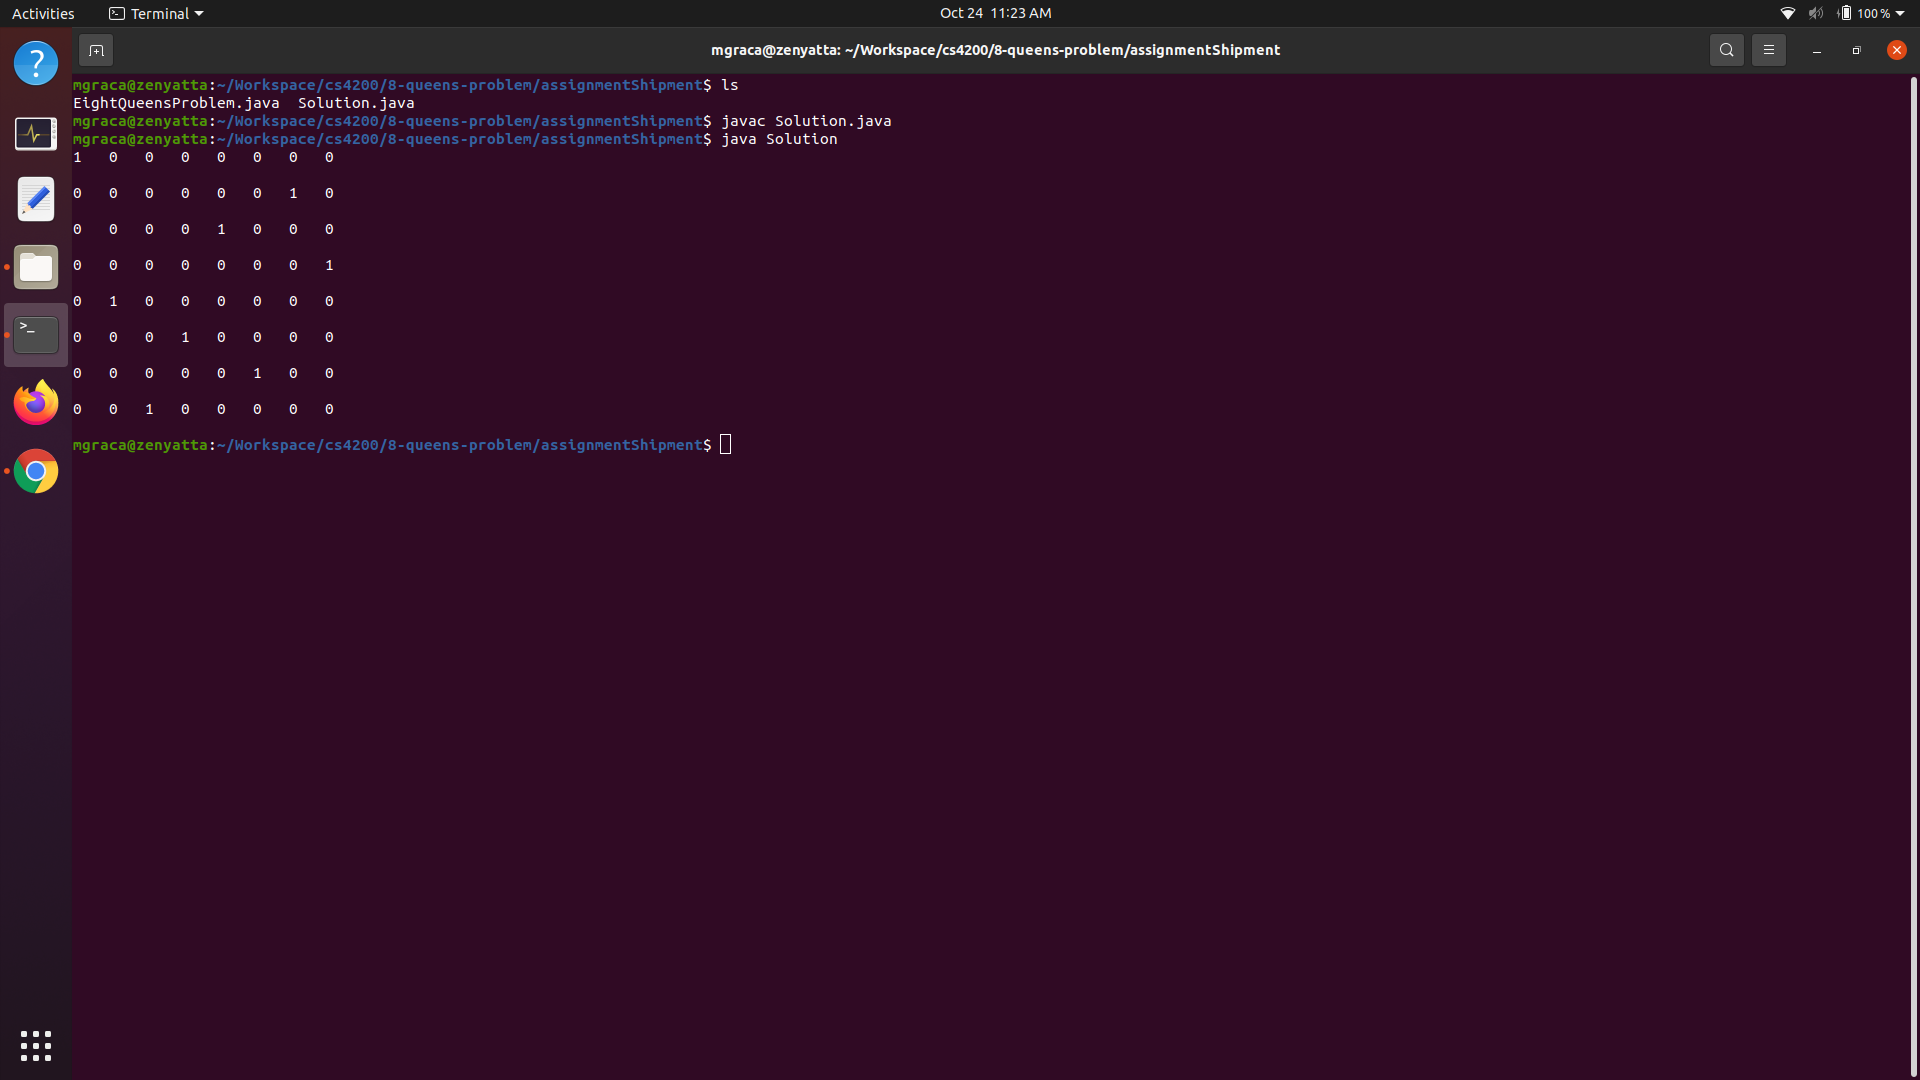 Activities Terminal Oct 24 11:23 AM 100 %
mgraca@zenyatta: ~/Workspace/cs4200/8-queens-problem/assignmentShipment
mgraca@zenyatta:~/Workspace/cs4200/8-queens-problem/assignmentShipment$ ls
EightQueensProblem.java  Solution.java
mgraca@zenyatta:~/Workspace/cs4200/8-queens-problem/assignmentShipment$ javac Solution.java
mgraca@zenyatta:~/Workspace/cs4200/8-queens-problem/assignmentShipment$ java Solution
1   0   0   0   0   0   0   0
0   0   0   0   0   0   1   0
0   0   0   0   1   0   0   0
0   0   0   0   0   0   0   1
0   1   0   0   0   0   0   0
0   0   0   1   0   0   0   0
0   0   0   0   0   1   0   0
0   0   1   0   0   0   0   0
mgraca@zenyatta:~/Workspace/cs4200/8-queens-problem/assignmentShipment$